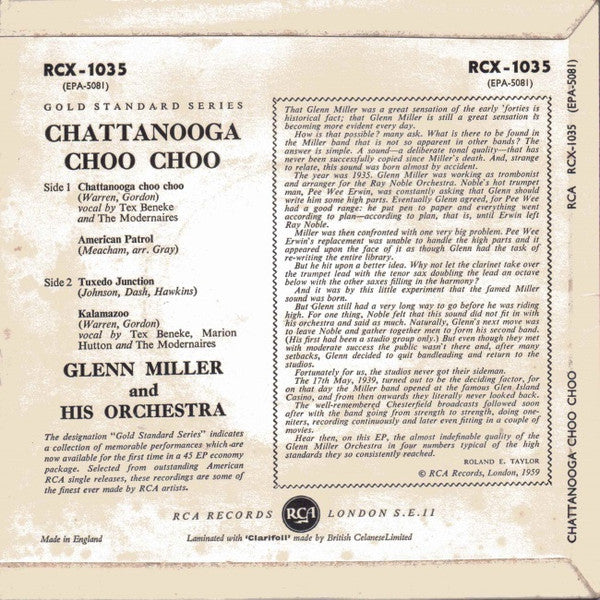 RCX-1035
(EPA-5081)
GOLD STANDARD SERIES
CHATTANOOGA
CHOO CHOO
Side 1 Chattanooga choo choo
(Warren, Gordon)
vocal by Tex Beneke
and The Modernaires
American Patrol
(Meacham, arr. Gray)
Side 2 Tuxedo Junction
(Johnson, Dash, Hawkins)
Kalamazoo
(Warren, Gordon)
vocal by Tex Beneke, Marion
Hutton and The Modernaires
GLENN MILLER
and
HIS ORCHESTRA
The designation "Gold Standard Series" indicates
a collection of memorable performances which are
now available for the first time in a 45 EP economy
package. Selected from outstanding American
RCA single releases, these recordings are some of
the finest ever made by RCA artists.
RCX-1035
(EPA-5081)
That Glenn Miller was a great sensation of the early 'forties is
historical fact; that Glenn Miller is still a great sensation is
becoming more evident every day.
How is that possible? many ask. What is there to be found in
the Miller band that is not so apparent in other bands? The
answer is simple. A sound—a deliberate tonal quality—that has
never been successfully copied since Miller's death. And, strange
to relate, this sound was born almost by accident.
The year was 1935. Glenn Miller was working as trombonist
and arranger for the Ray Noble Orchestra. Noble's hot trumpet
man, Pee Wee Erwin, was constantly asking that Glenn should
write him some high parts. Eventually Glenn agreed, for Pee Wee
had a good range: he put pen to paper and everything went
according to plan—according to plan, that is, until Erwin left
Ray Noble.
Miller was then confronted with one very big problem. Pee Wee
Erwin's replacement was unable to handle the high parts and it
appeared upon the face of it as though Glenn had the task of
re-writing the entire library.
But he hit upon a better idea. Why not let the clarinet take over
the trumpet lead with the tenor sax doubling the lead an octave
below with the other saxes filling in the harmony?
And it was by this little experiment that the famed Miller
sound was born.
But Glenn still had a very long way to go before he was riding
high. For one thing, Noble felt that this sound did not fit in with
his orchestra and said as much. Naturally, Glenn's next move was
to leave Noble and gather together men to form his second band.
(His first band had a studio group only.) But even though they met
with moderate success the public wasn't there and, after many
setbacks, Glenn decided to quit bandleading and return to the
studios.
Fortunately for us, the studios never got their sideman.
The 17th May, 1939, turned out to be the deciding factor, for
on that day the Miller band opened at the famous Glen Island
Casino, and from then onwards they literally never looked back.
The well-remembered Chesterfield broadcasts followed soon
after with the band going from strength to strength, doing one-
niters, recording continuously and later even fitting in a couple of
movies.
Hear then, on this EP, the almost indefinable quality of the
Glenn Miller Orchestra in four numbers typical of the high
standards they so consistently reached.
ROLAND E. TAYLOR
© RCA Records, London, 1959
RCA RECORDS RCA LONDON S.E.11
Made in England
Laminated with 'Clarifoil' made by British Celanese Limited
CHATTANOOGA CHOO CHOO RCA RCX-1035 (EPA-5081)